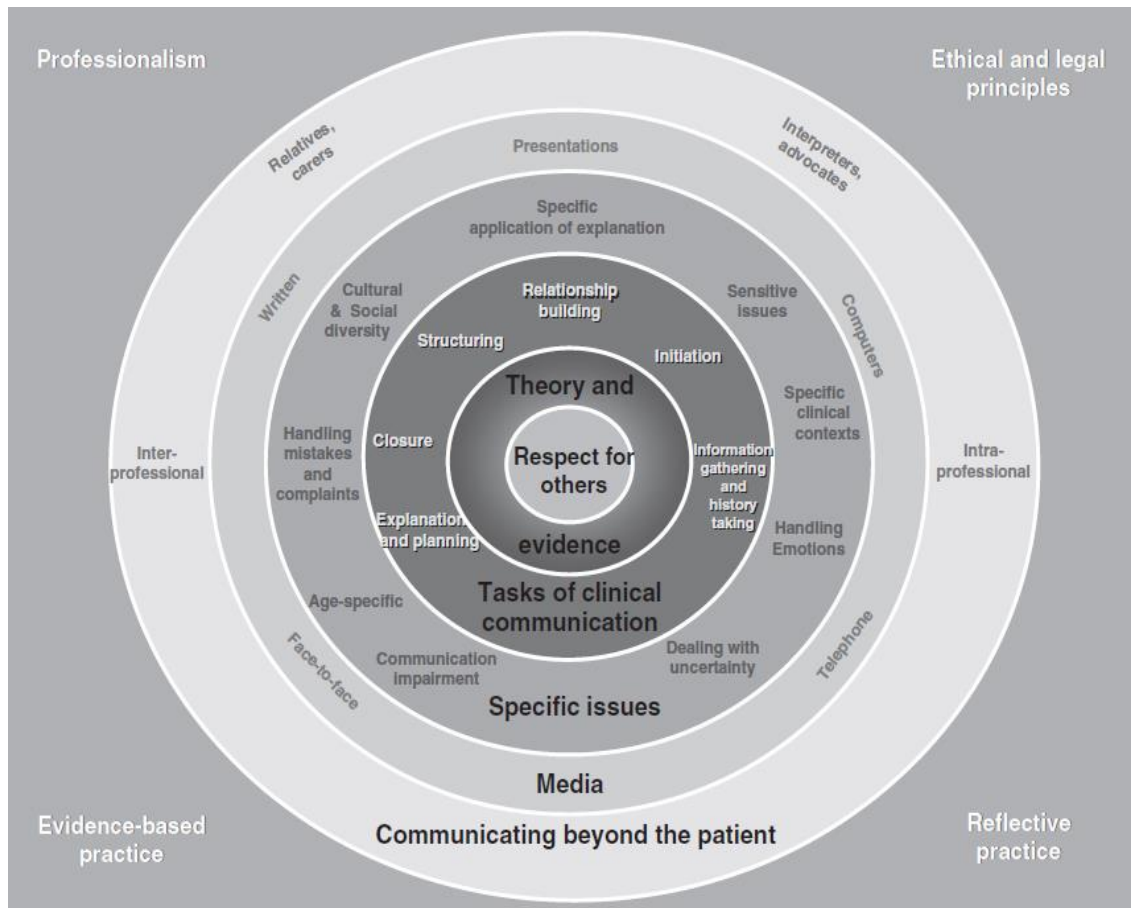 Professionalism
Ethical and legal
principles
Relatives,
carers
Interpreters,
advocates
Presentations
Written
Computers
Specific
application of explanation
Cultural
& Social
diversity
Sensitive
issues
Relationship
building
Structuring
Initiation
Theory and
Specific
clinical
contexts
Handling
mistakes
and
complaints
Closure
Respect for
others
Information
gathering
and
history
taking
Inter-
professional
Intra-
professional
Explanation
and planning
evidence
Handling
Emotions
Tasks of clinical
communication
Age-specific
Face-to-face
Communication
impairment
Dealing with
uncertainty
Telephone
Specific issues
Media
Communicating beyond the patient
Evidence-based
practice
Reflective
practice